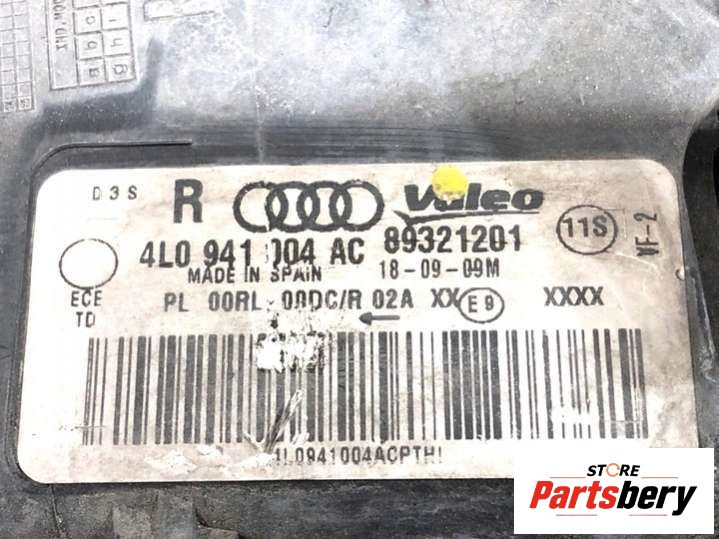 D3S R Valeo
4L0 941 004 AC 89321201 11S VF-2
MADE IN SPAIN 18-09-09M
ECE
TD
PL 00RL 00DC/R 02A XX E9 XXXX
←
4L0941004ACPTH
a b c
g h i
STORE
Partsbery